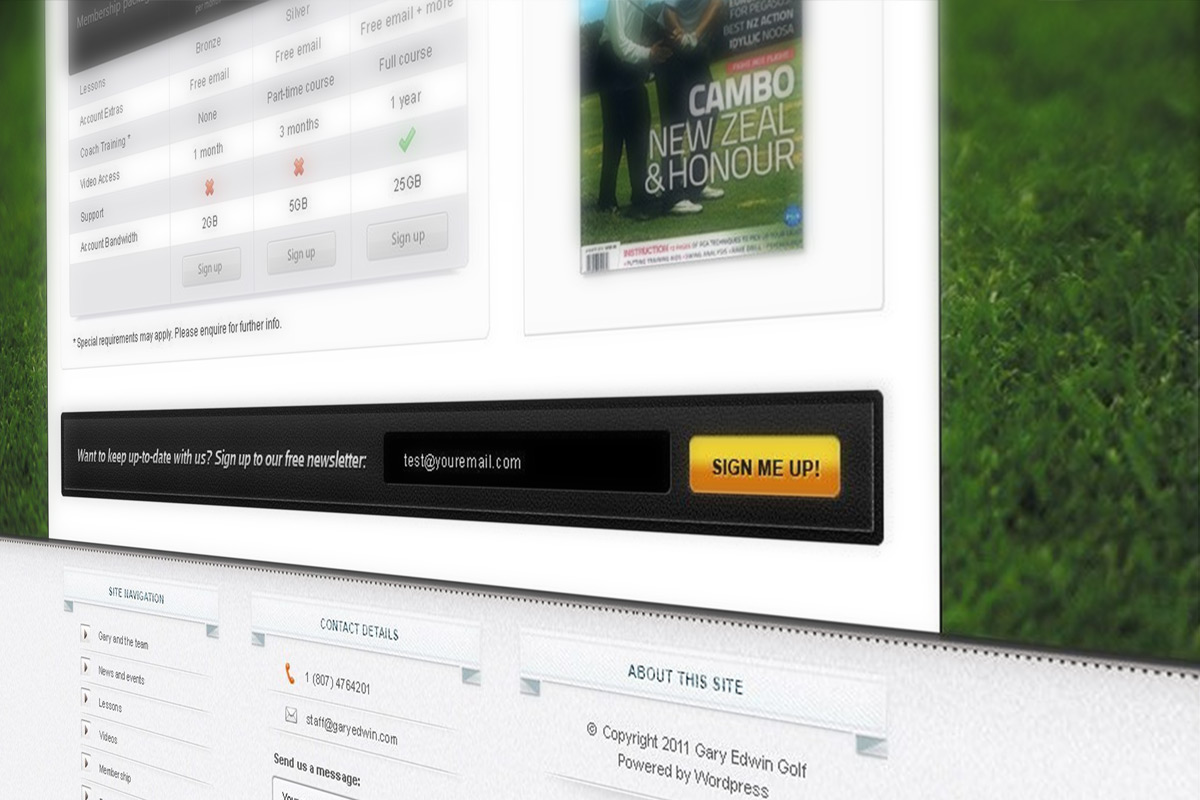 Membership packag
per month
Bronze
Silver
Lessons
Free email
Free email
Free email + more
Account Extras
None
Part-time course
Full course
Coach Training *
1 month
3 months
1 year
Video Access
Support
2GB
5GB
25GB
Account Bandwidth
Sign up
Sign up
Sign up
* Special requirements may apply. Please enquire for further info.
FOR PEGASUS
BEST NZ ACTION
IDYLLIC NOOSA
CAMBO
NEW ZEAL
& HONOUR
INSTRUCTION
Want to keep up-to-date with us? Sign up to our free newsletter:
test@youremail.com
SIGN ME UP!
SITE NAVIGATION
Gary and the team
News and events
Lessons
Videos
Membership
CONTACT DETAILS
1 (807) 4764201
staff@garyedwin.com
Send us a message:
You
ABOUT THIS SITE
© Copyright 2011 Gary Edwin Golf
Powered by Wordpress